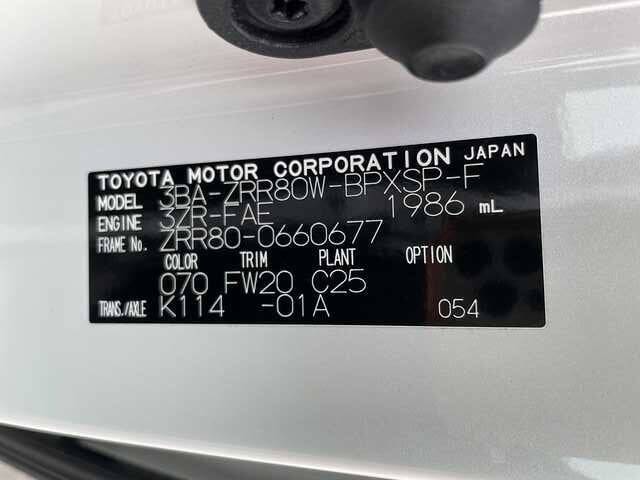 TOYOTA MOTOR CORPORATION JAPAN
MODEL 3BA-ZRR80W-BPXSP-F
ENGINE 3ZR-FAE 1986 mL
FRAME No. ZRR80-0660677
COLOR TRIM PLANT OPTION
070 FW20 C25
TRANS./AXLE K114 -01A 054